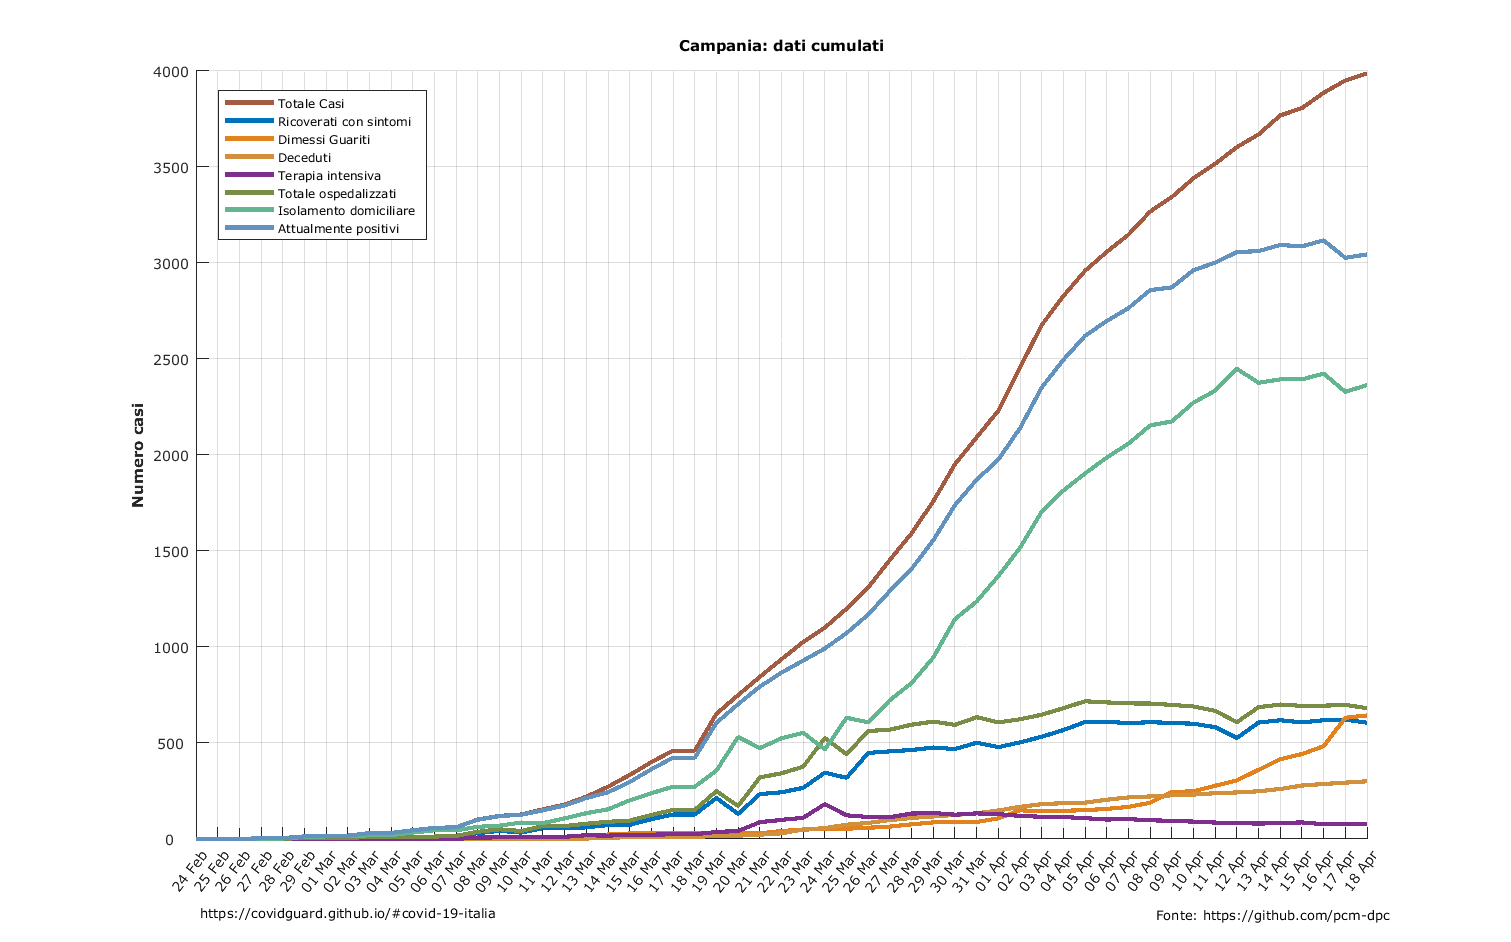 Campania: dati cumulati
4000
3500
3000
2500
2000
1500
1000
500
0
Numero casi
Totale Casi
Ricoverati con sintomi
Dimessi Guariti
Deceduti
Terapia intensiva
Totale ospedalizzati
Isolamento domiciliare
Attualmente positivi
24 Feb
25 Feb
26 Feb
27 Feb
28 Feb
29 Feb
01 Mar
02 Mar
03 Mar
04 Mar
05 Mar
06 Mar
07 Mar
08 Mar
09 Mar
10 Mar
11 Mar
12 Mar
13 Mar
14 Mar
15 Mar
16 Mar
17 Mar
18 Mar
19 Mar
20 Mar
21 Mar
22 Mar
23 Mar
24 Mar
25 Mar
26 Mar
27 Mar
28 Mar
29 Mar
30 Mar
31 Mar
01 Apr
02 Apr
03 Apr
04 Apr
05 Apr
06 Apr
07 Apr
08 Apr
09 Apr
10 Apr
11 Apr
12 Apr
13 Apr
14 Apr
15 Apr
16 Apr
17 Apr
18 Apr
https://covidguard.github.io/#covid-19-italia
Fonte: https://github.com/pcm-dpc